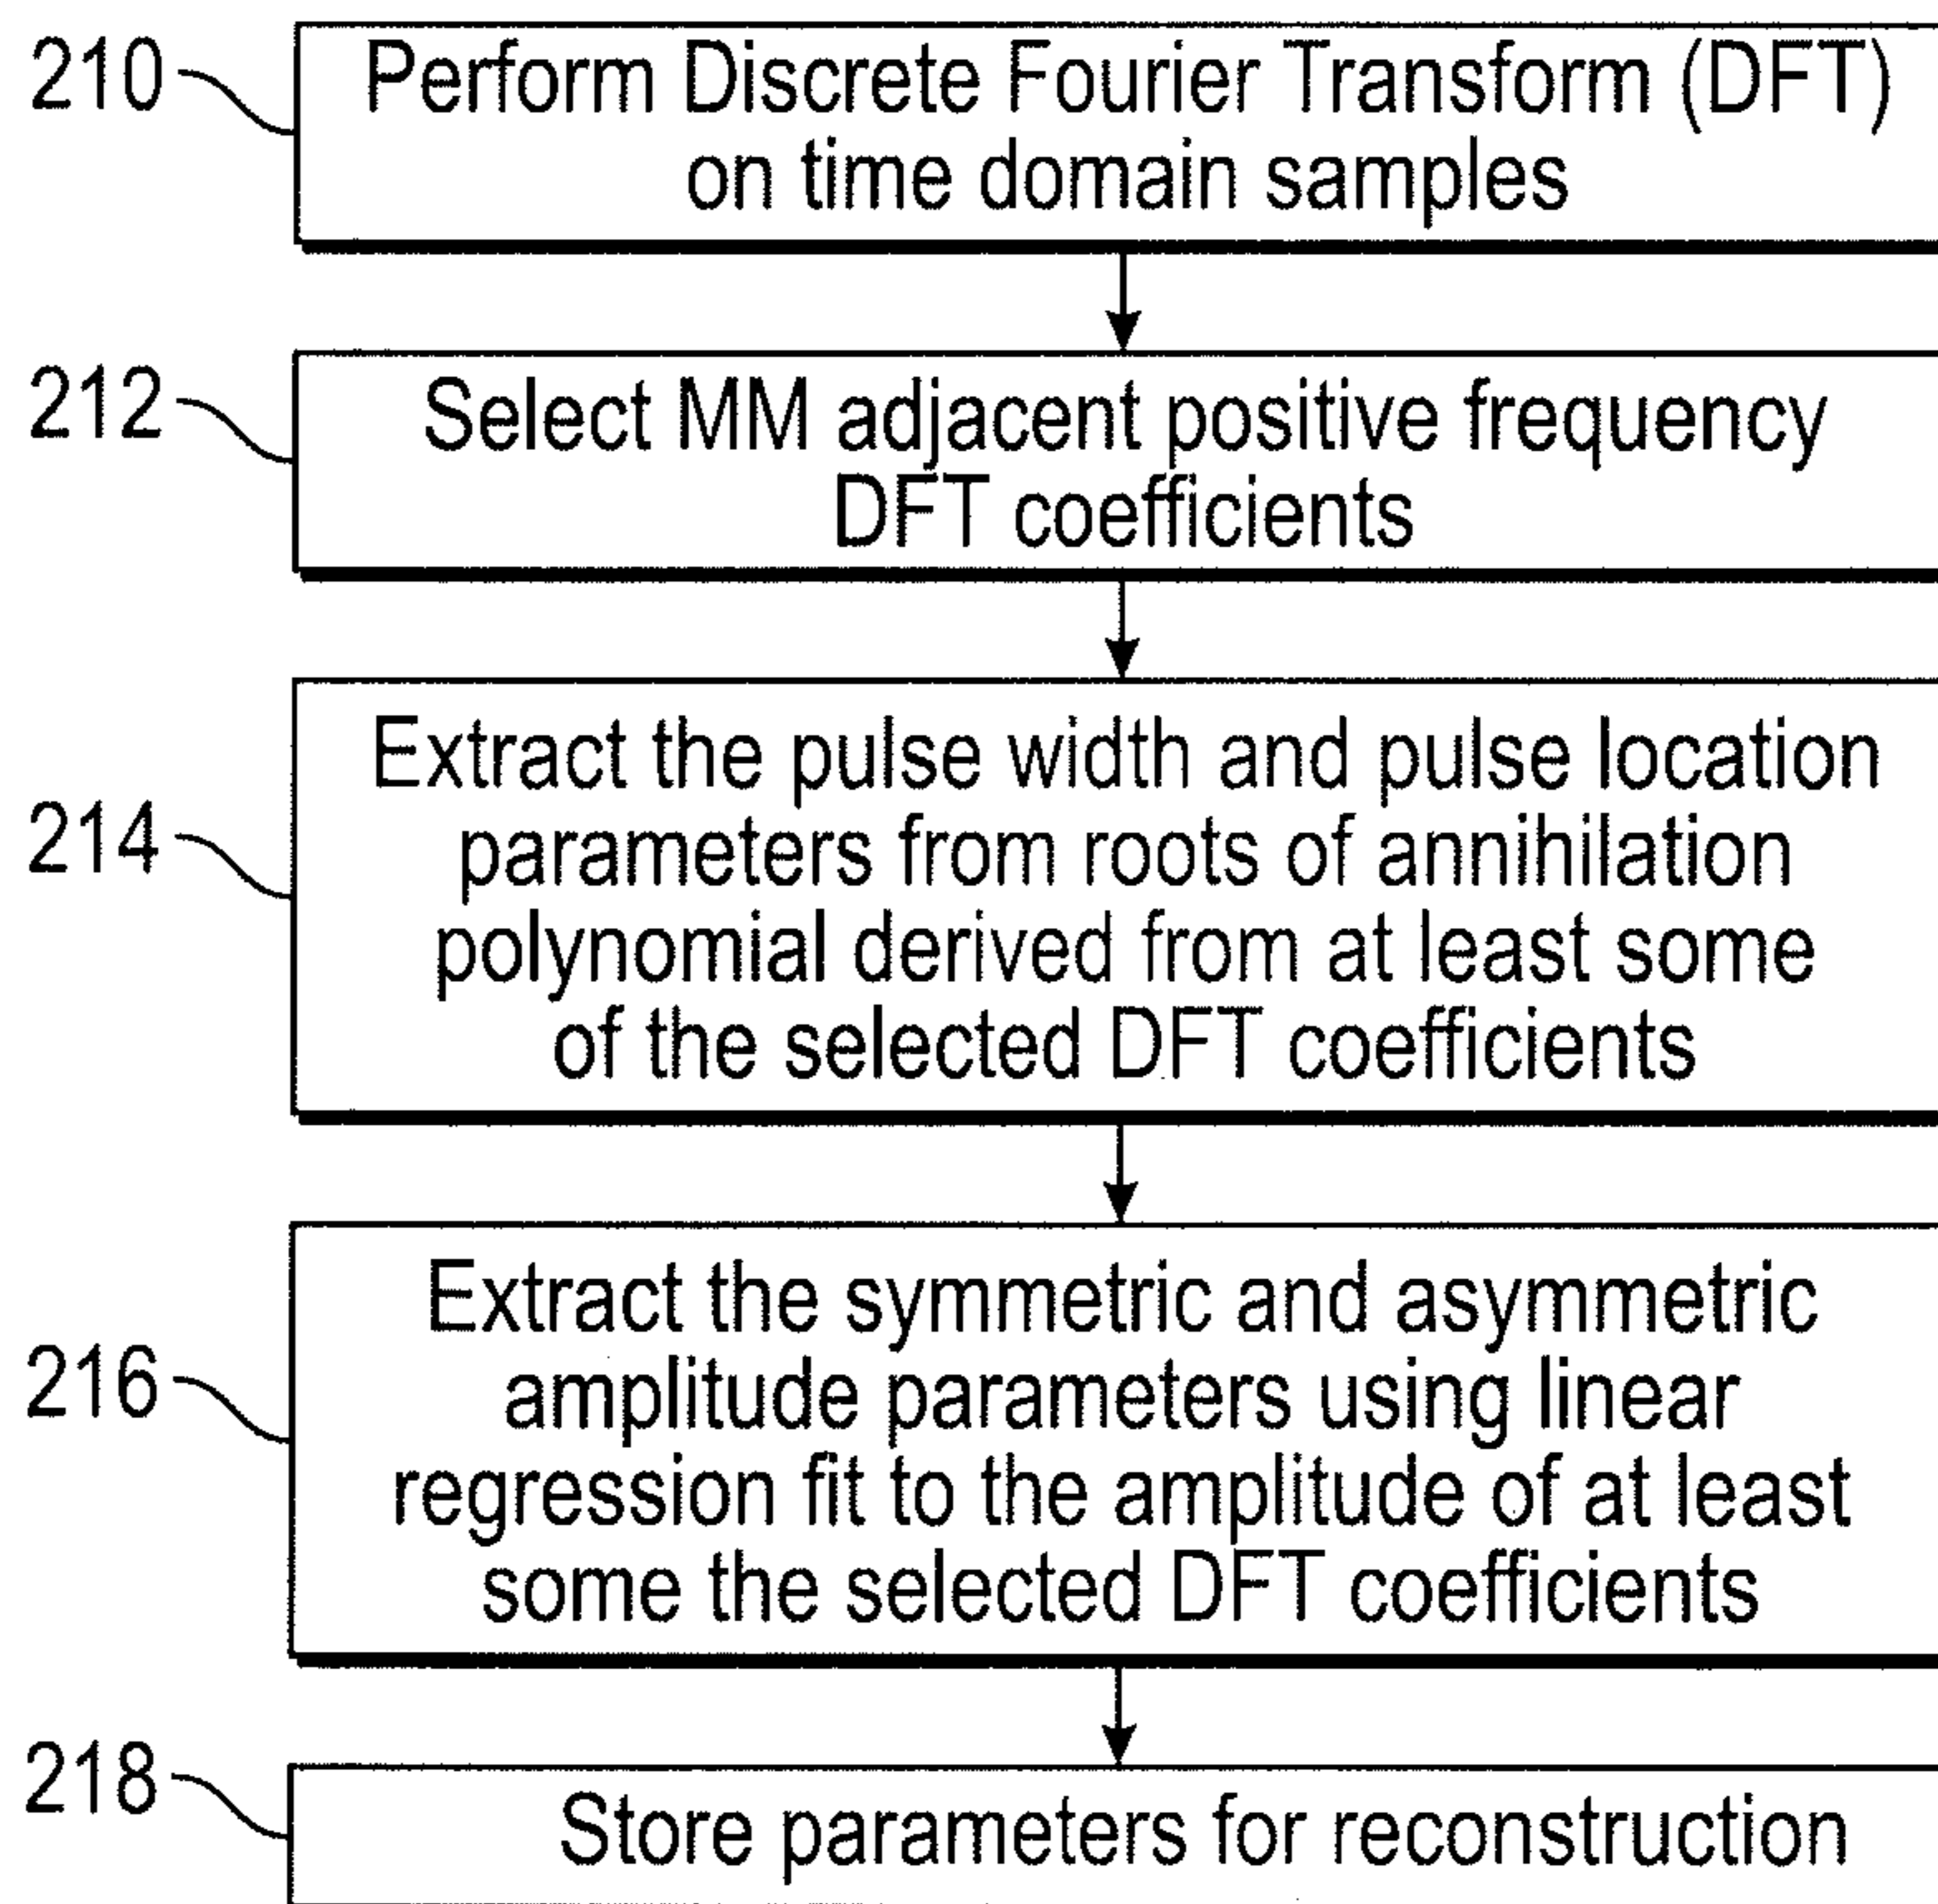 210
Perform Discrete Fourier Transform (DFT)
on time domain samples
212
Select MM adjacent positive frequency
DFT coefficients
214
Extract the pulse width and pulse location
parameters from roots of annihilation
polynomial derived from at least some
of the selected DFT coefficients
216
Extract the symmetric and asymmetric
amplitude parameters using linear
regression fit to the amplitude of at least
some the selected DFT coefficients
218
Store parameters for reconstruction